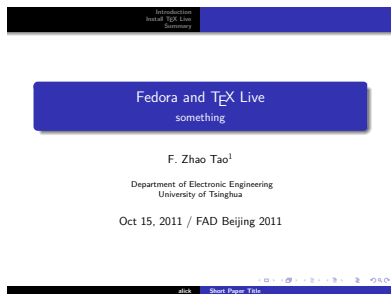 Introduction
Install TEX Live
Summary
Fedora and TEX Live
something
F. Zhao Tao1
Department of Electronic Engineering
University of Tsinghua
Oct 15, 2011 / FAD Beijing 2011
alick Short Paper Title